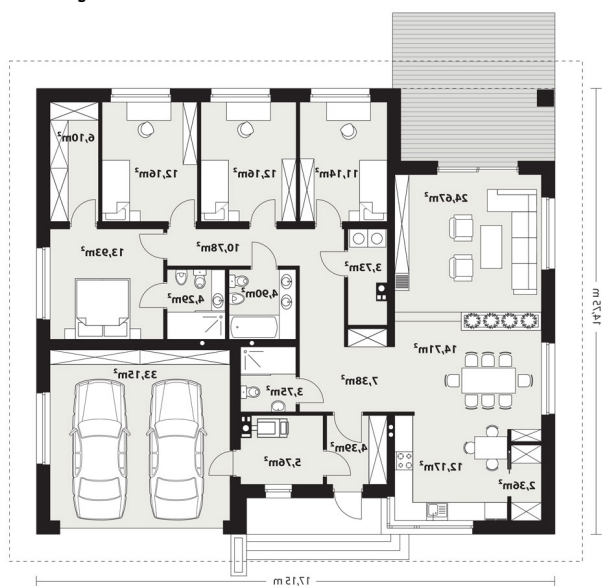 g
6,10m²
12,16m²
12,16m²
11,14m²
24,67m²
13,93m²
10,78m²
3,73m²
4,29m²
4,90m²
14,75 m
14,71m²
33,15m²
7,38m²
3,75m²
4,39m²
5,76m²
12,17m²
2,36m²
17,15 m